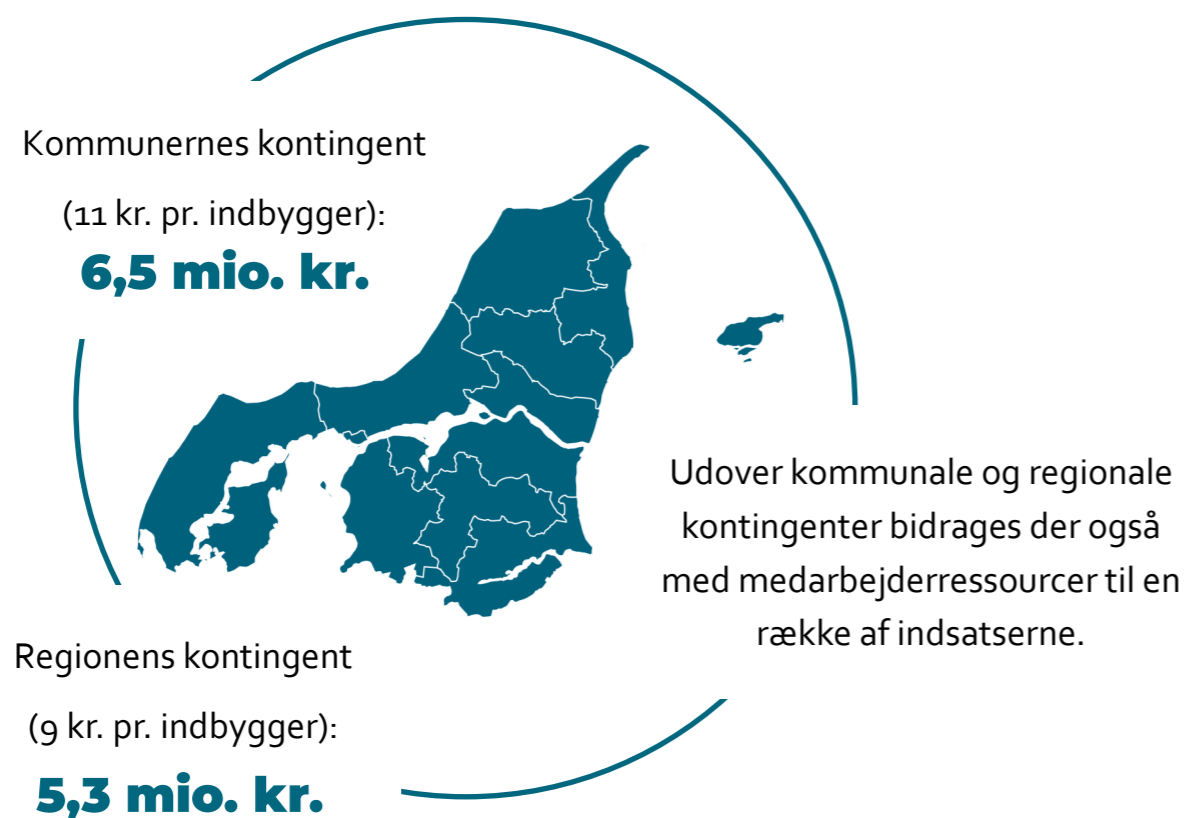 Kommunernes kontingent
(11 kr. pr. indbygger):
6,5 mio. kr.
Udover kommunale og regionale
kontingenter bidrages der også
med medarbejderressourcer til en
række af indsatserne.
Regionens kontingent
(9 kr. pr. indbygger):
5,3 mio. kr.